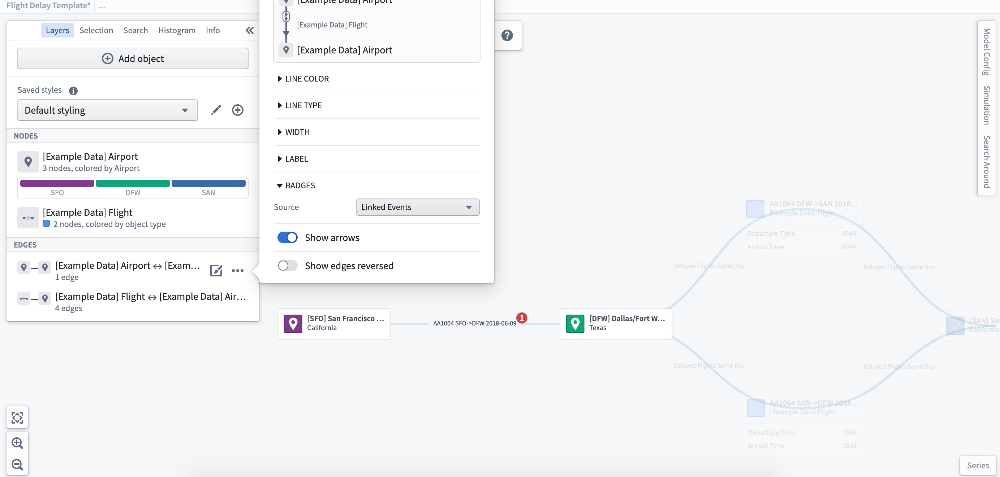 Flight Delay Template*
...
Layers
Selection
Search
Histogram
Info
Add object
Saved styles
Default styling
NODES
[Example Data] Airport
3 nodes, colored by Airport
SFO
DFW
SAN
[Example Data] Flight
2 nodes, colored by object type
EDGES
[Example Data] Airport ↔ [Exam...
1 edge
[Example Data] Flight ↔ [Example Data] Air...
4 edges
[Example Data] Airport
[Example Data] Flight
[Example Data] Airport
LINE COLOR
LINE TYPE
WIDTH
LABEL
BADGES
Source
Linked Events
Show arrows
Show edges reversed
?
Model Config
Simulation
Search Around
[SFO] San Francisco ...
California
AA1004 SFO->DFW 2018-06-09
1
[DFW] Dallas/Fort W...
Texas
AA1064 DFW->SAN 2018...
[Example Data] Flight
Departure Time 0844
Arrival Time 0944
Delayed Flights Same Day
Delayed Flights Same Day
[SAN] Sa
California
Delayed Flights Same Day
Delayed Flights Same Day
AA1064 SAN->DFW 2018...
[Example Data] Flight
Departure Time 1036
Arrival Time 1538
Series